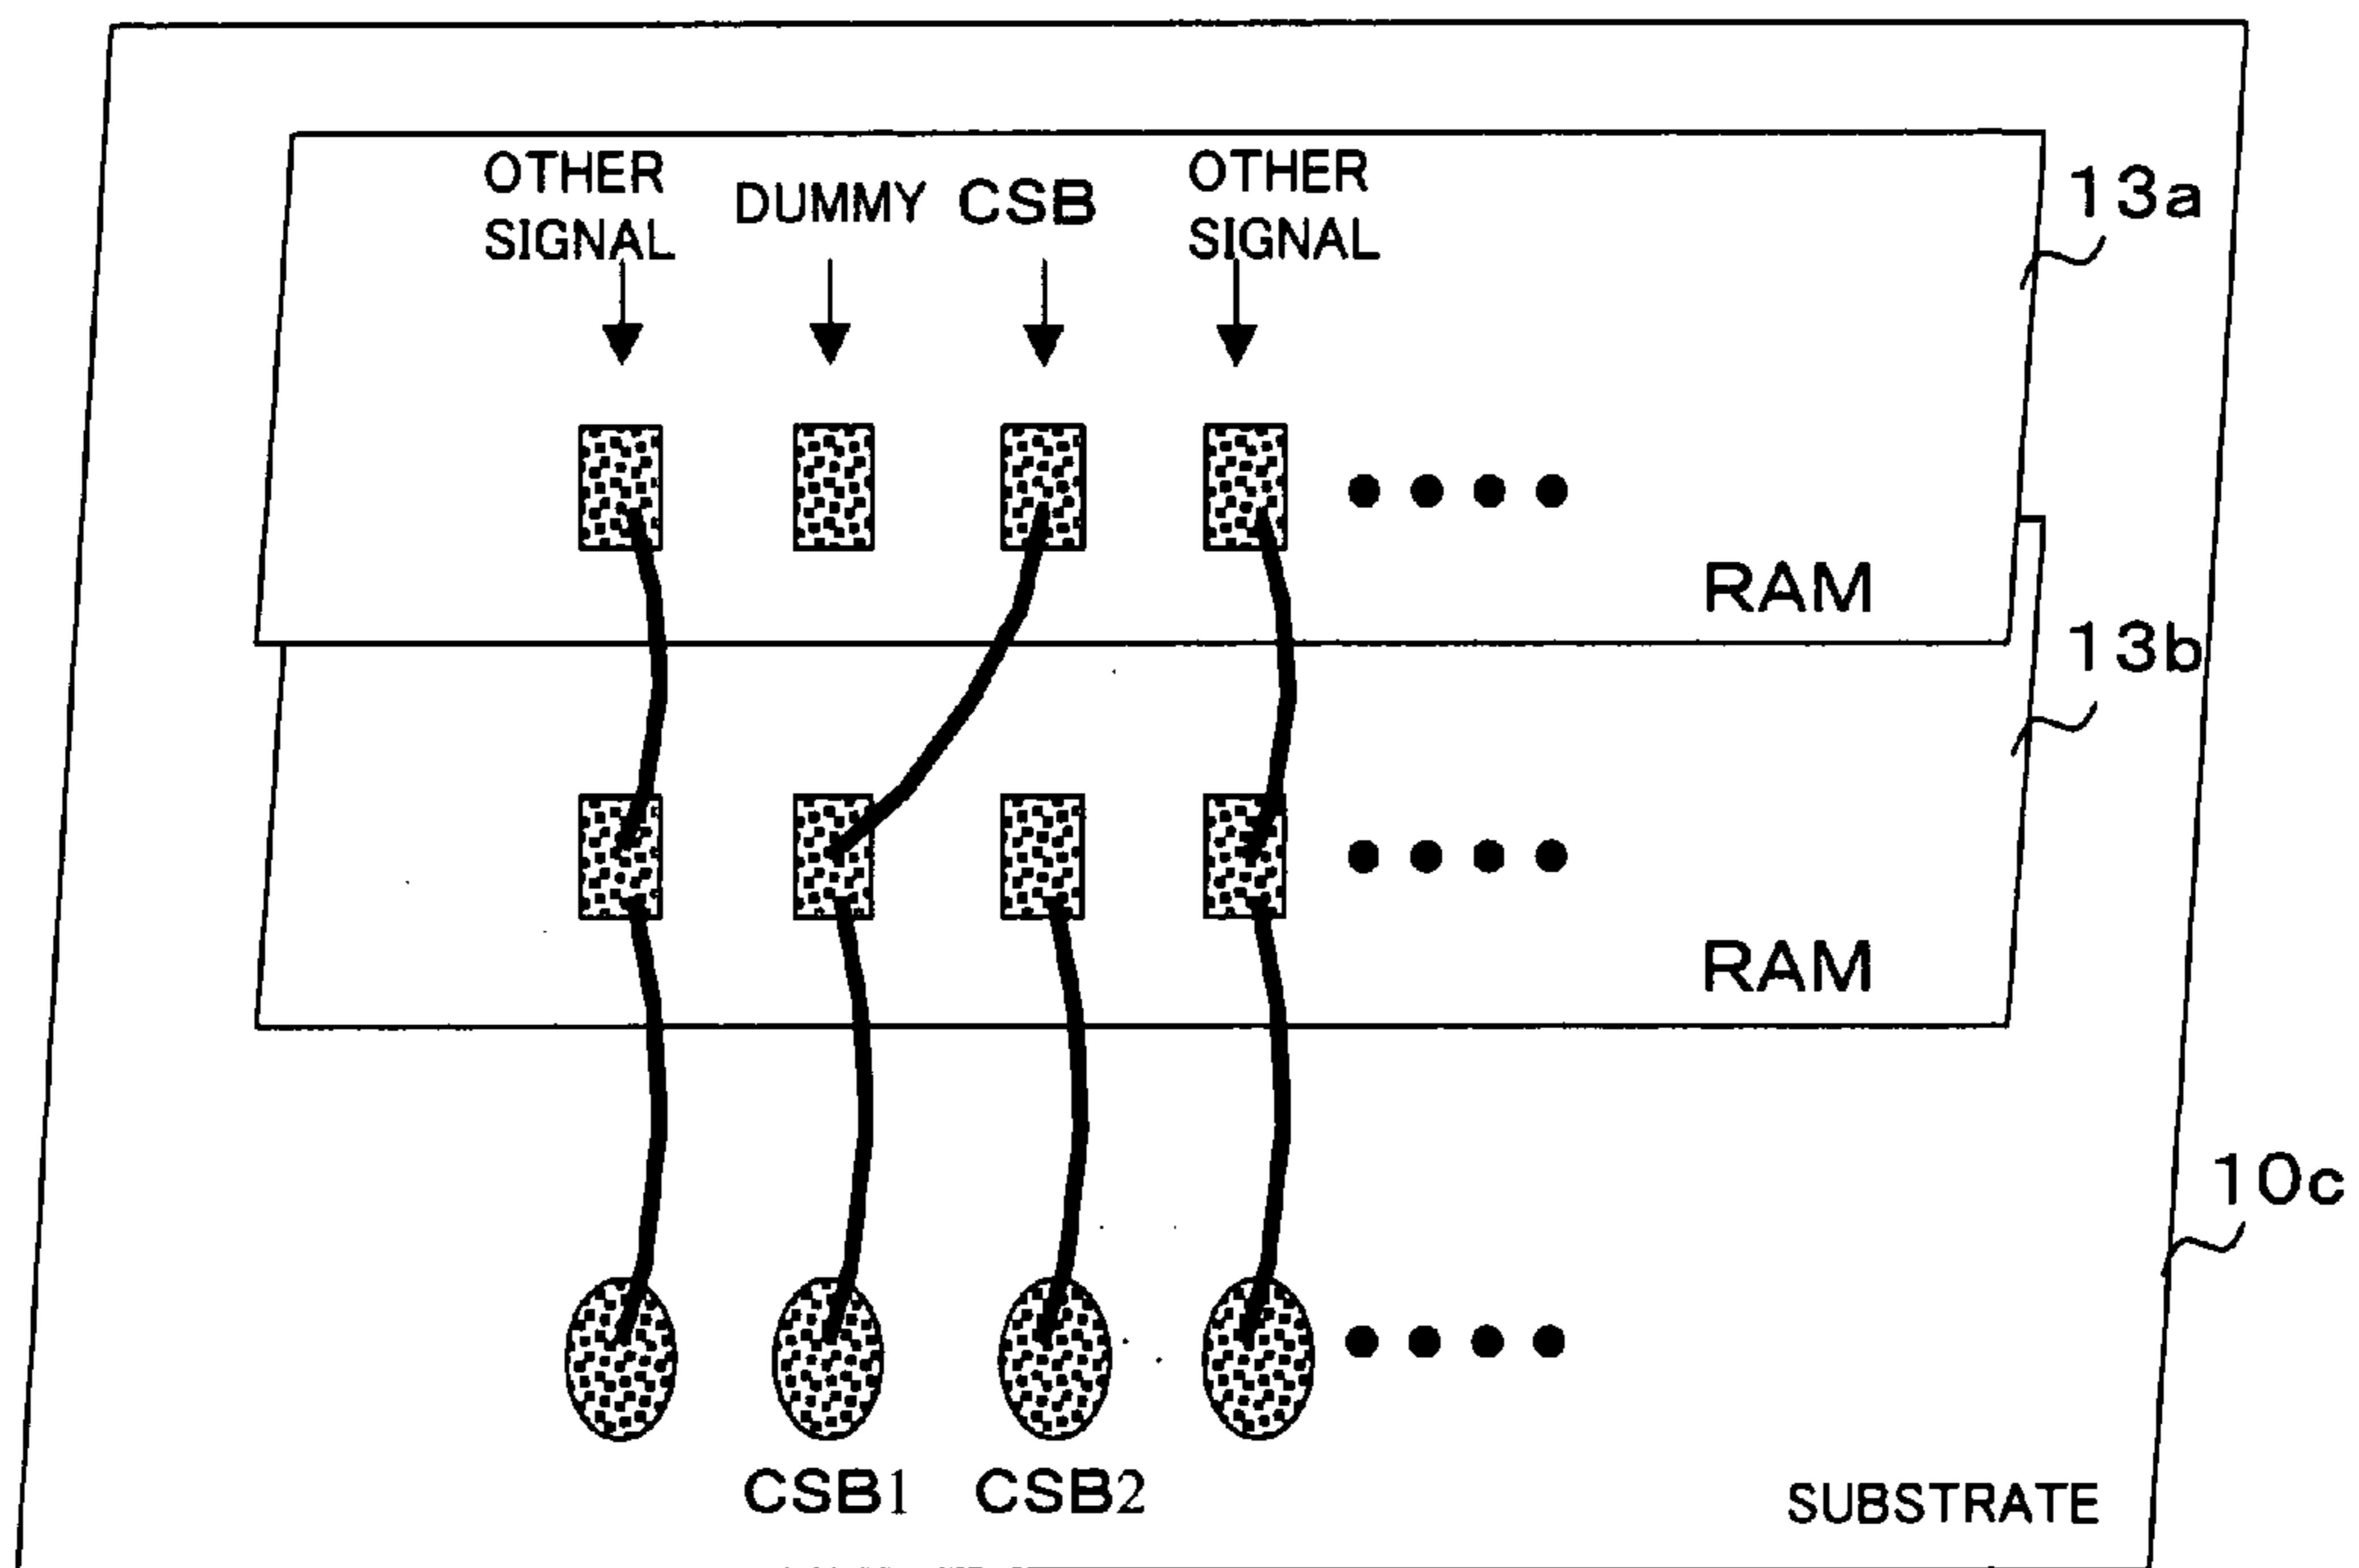 OTHER
SIGNAL
DUMMY
CSB
OTHER
SIGNAL
13a
RAM
13b
RAM
10c
CSB1
CSB2
SUBSTRATE